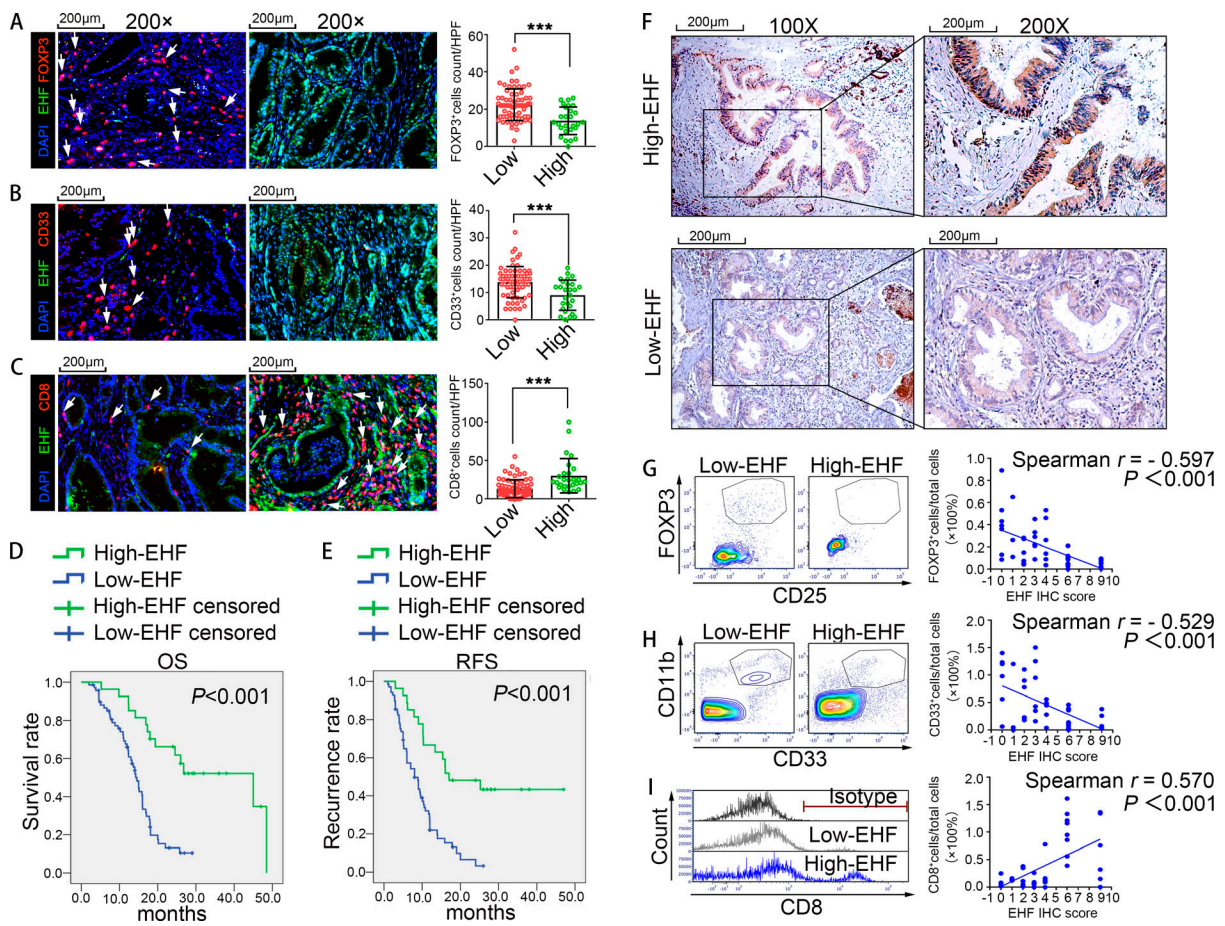 A
200μm
200×
200×
DAPI EHF FOXP3
FOXP3⁺cells count/HPF
60
40
20
0
***
Low
High
B
200μm
200μm
DAPI EHF CD33
CD33⁺cells count/HPF
40
30
20
10
0
***
Low
High
C
200μm
200μm
DAPI EHF CD8
CD8⁺cells count/HPF
150
100
50
0
***
Low
High
D
High-EHF
Low-EHF
High-EHF censored
Low-EHF censored
OS
P<0.001
Survival rate
1.0
0.8
0.6
0.4
0.2
0.0
0.0 10.0 20.0 30.0 40.0 50.0
months
E
High-EHF
Low-EHF
High-EHF censored
Low-EHF censored
RFS
P<0.001
Recurrence rate
1.0
0.8
0.6
0.4
0.2
0.0
0.0 10.0 20.0 30.0 40.0 50.0
months
F
200μm
100X
200μm
200X
High-EHF
200μm
200μm
Low-EHF
G
Low-EHF
High-EHF
FOXP3
CD25
Spearman r = - 0.597
P <0.001
FOXP3⁺cells/total cells
(×100%)
1.0
0.8
0.6
0.4
0.2
0.0
-1 0 1 2 3 4 5 6 7 8 9 10
EHF IHC score
H
Low-EHF
High-EHF
CD11b
CD33
Spearman r = - 0.529
P <0.001
CD33⁺cells/total cells
(×100%)
2.0
1.5
1.0
0.5
0.0
-1 0 1 2 3 4 5 6 7 8 9 10
EHF IHC score
I
Isotype
Low-EHF
High-EHF
Count
CD8
Spearman r = 0.570
P <0.001
CD8⁺cells/total cells
(×100%)
2.0
1.5
1.0
0.5
0.0
-1 0 1 2 3 4 5 6 7 8 9 10
EHF IHC score